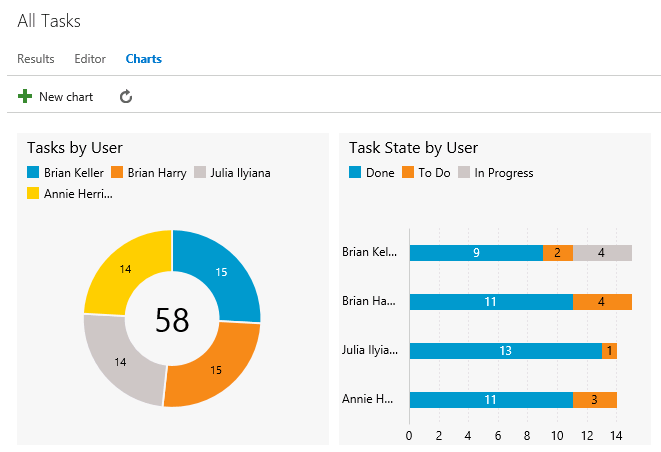 All Tasks
Results Editor Charts
New chart
Tasks by User
Brian Keller Brian Harry Julia Ilyiana
Annie Herri...
14 15
58
14 15
Task State by User
Done To Do In Progress
Brian Kel... 9 2 4
Brian Ha... 11 4
Julia Ilyia... 13 1
Annie H... 11 3
0 2 4 6 8 10 12 14